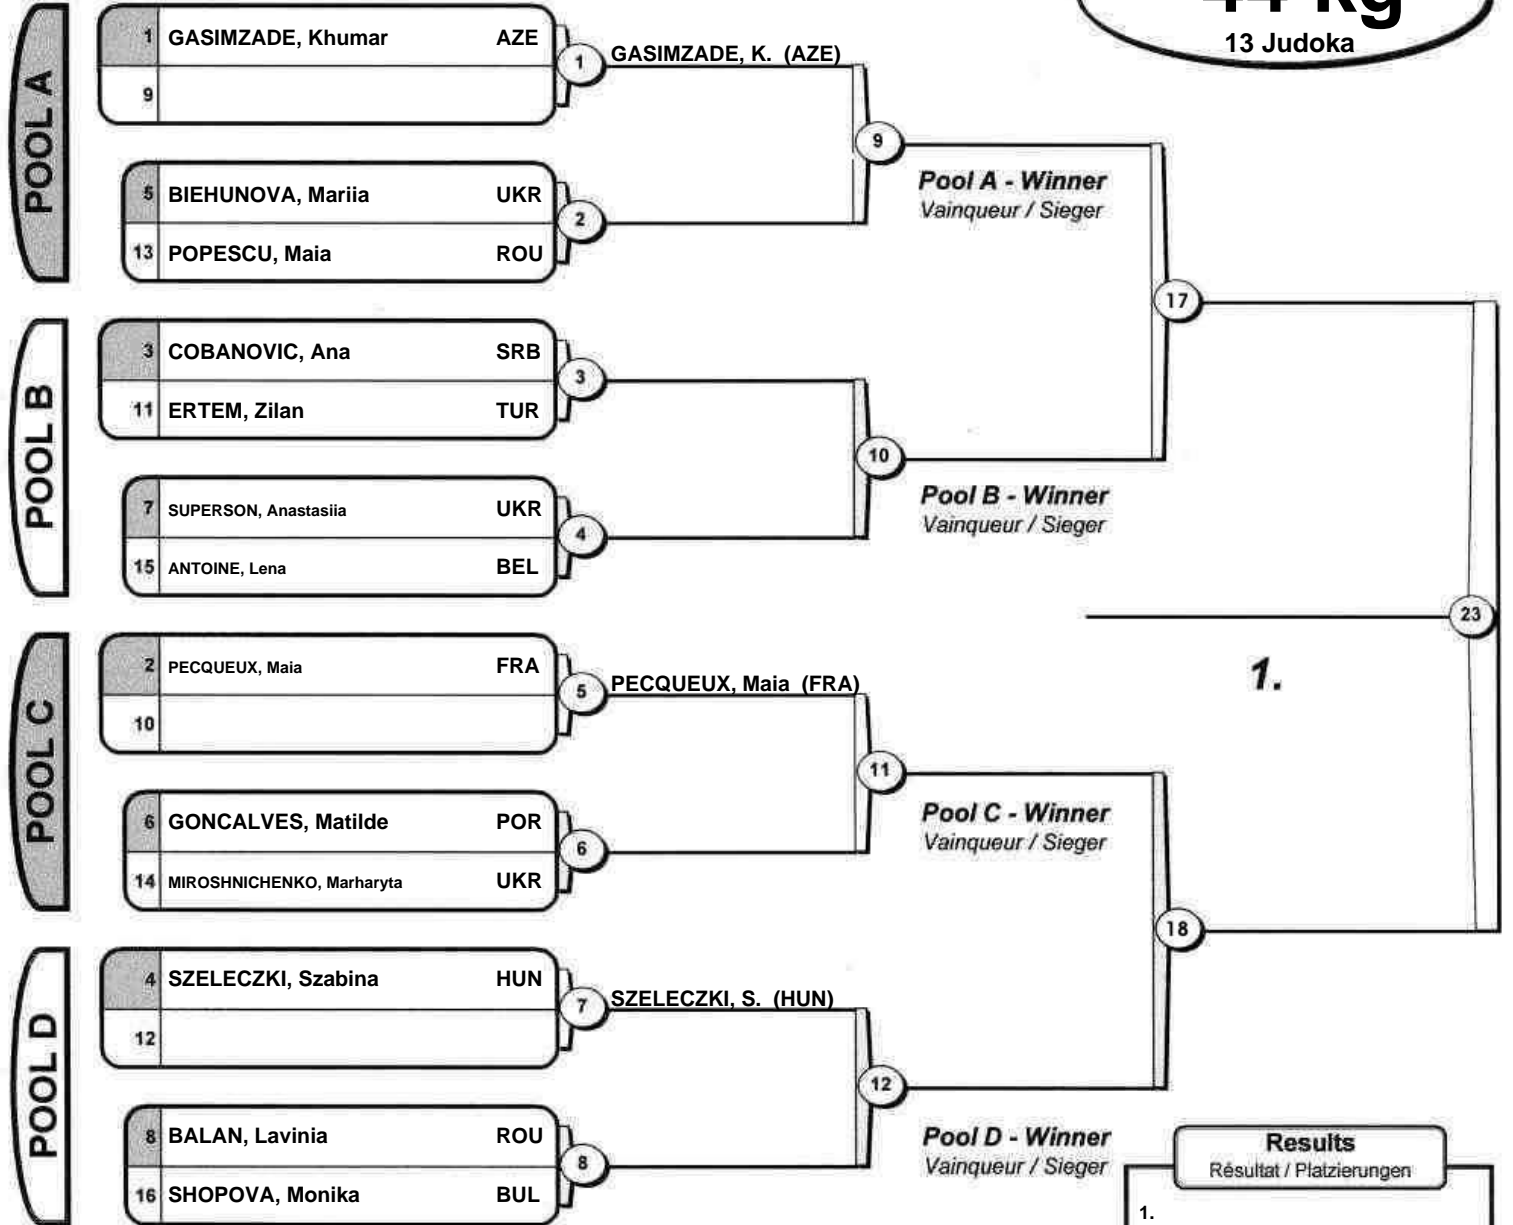 44 kg
13 Judoka
POOL A
1 GASIMZADE, Khumar AZE
9
1 GASIMZADE, K. (AZE)
5 BIEHUNOVA, Mariia UKR
13 POPESCU, Maia ROU
2
9
Pool A - Winner
Vainqueur / Sieger
POOL B
3 COBANOVIC, Ana SRB
11 ERTEM, Zilan TUR
3
7 SUPERSON, Anastasiia UKR
15 ANTOINE, Lena BEL
4
10
Pool B - Winner
Vainqueur / Sieger
17
POOL C
2 PECQUEUX, Maia FRA
10
5 PECQUEUX, Maia (FRA)
6 GONCALVES, Matilde POR
14 MIROSHNICHENKO, Marharyta UKR
6
11
Pool C - Winner
Vainqueur / Sieger
23
1.
POOL D
4 SZELECZKI, Szabina HUN
12
7 SZELECZKI, S. (HUN)
8 BALAN, Lavinia ROU
16 SHOPOVA, Monika BUL
8
12
Pool D - Winner
Vainqueur / Sieger
18
Results
Résultat / Platzierungen
1.